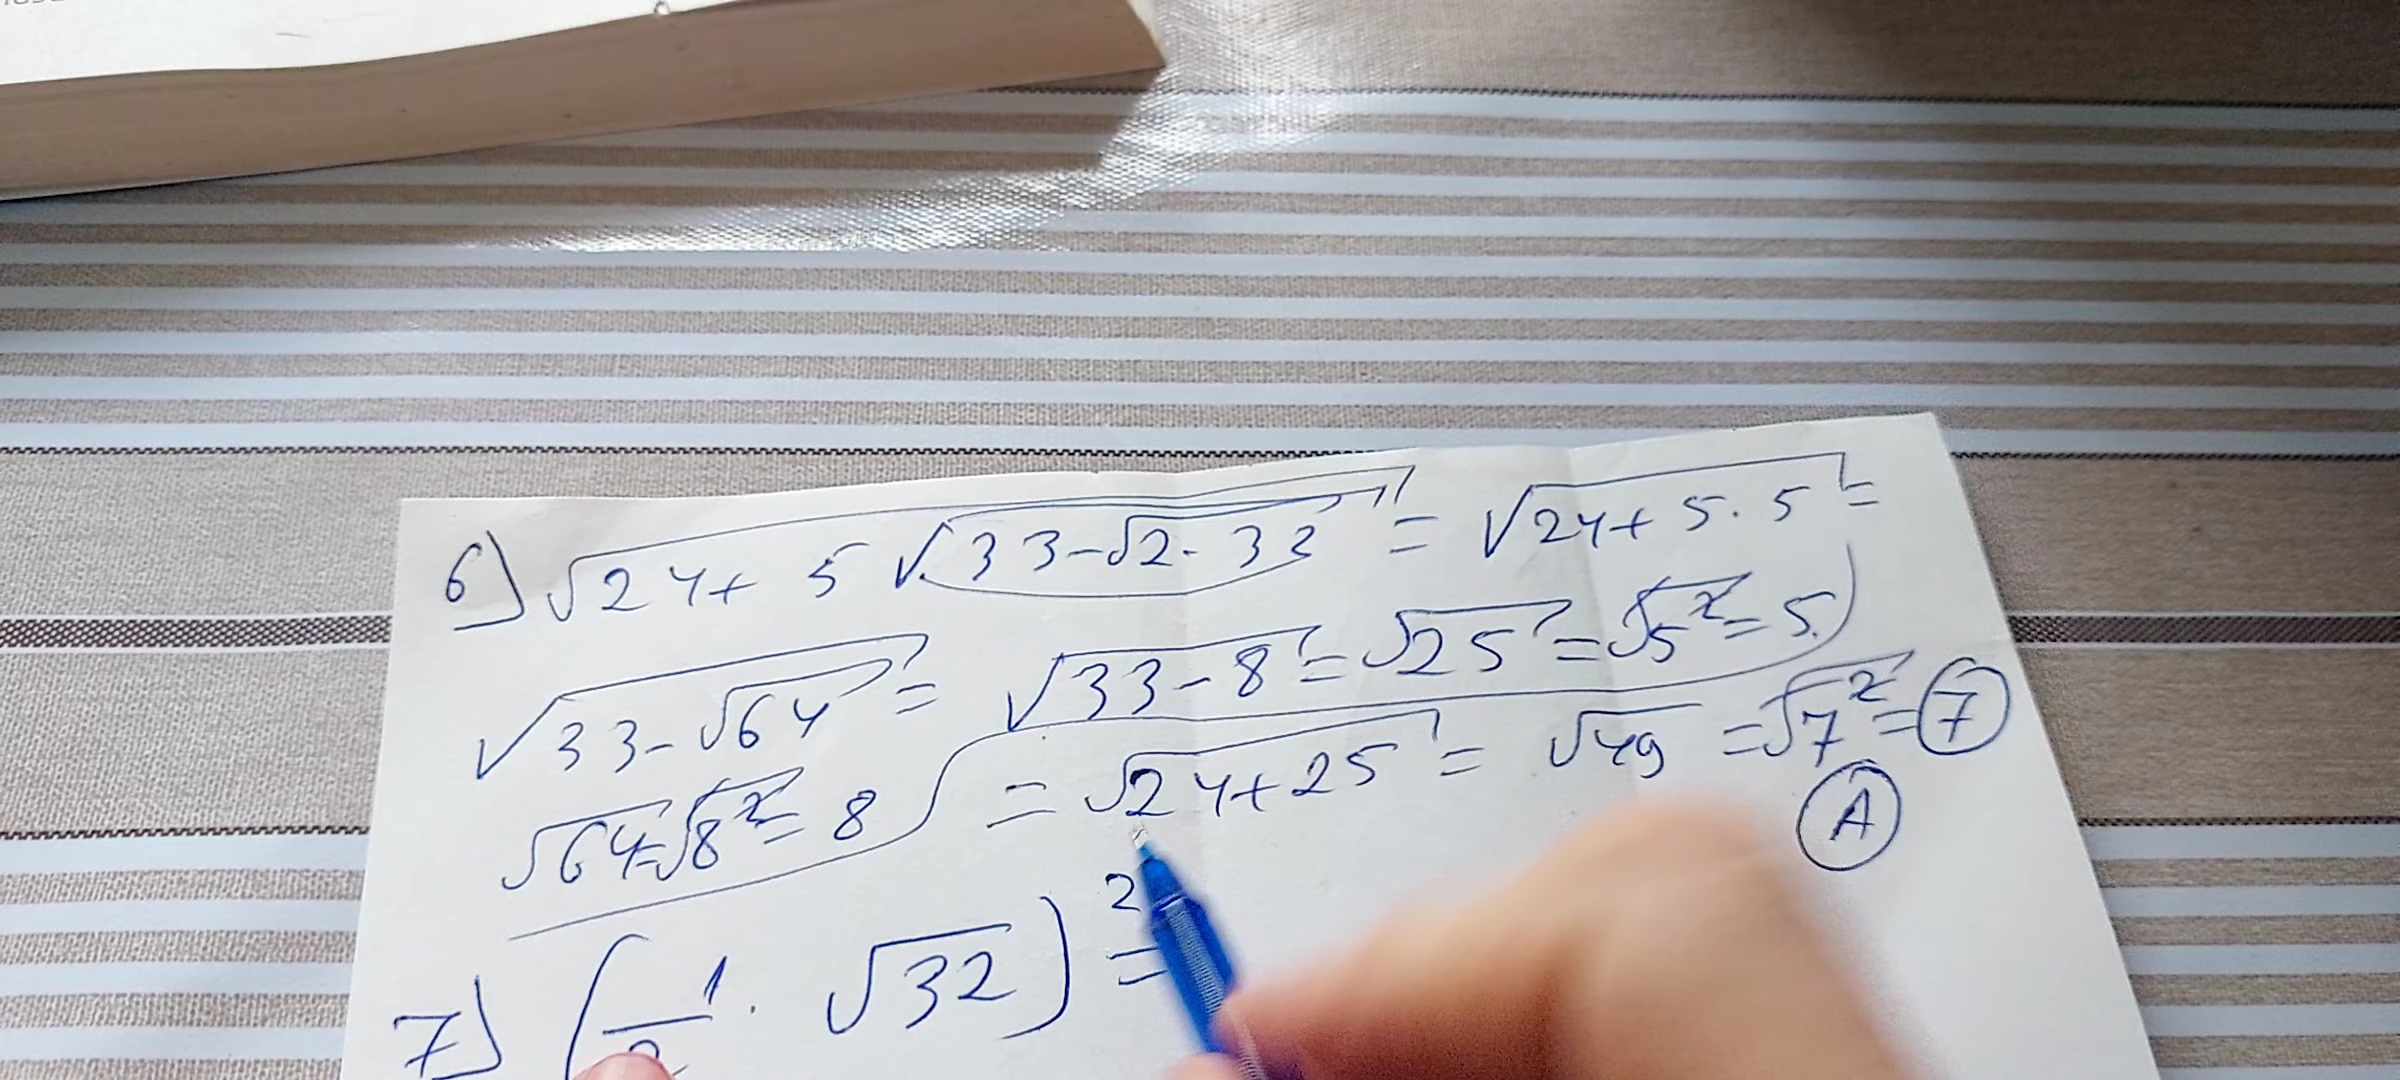 6) √24+ 5 √33-√2·32 = √24+ 5·5 =
√33-√64 = √33-8 = √25 = √5² = 5
√64=√8²= 8 = √24+25 = √49 = √7² = 7
A
7) (1/2 · √32)² =